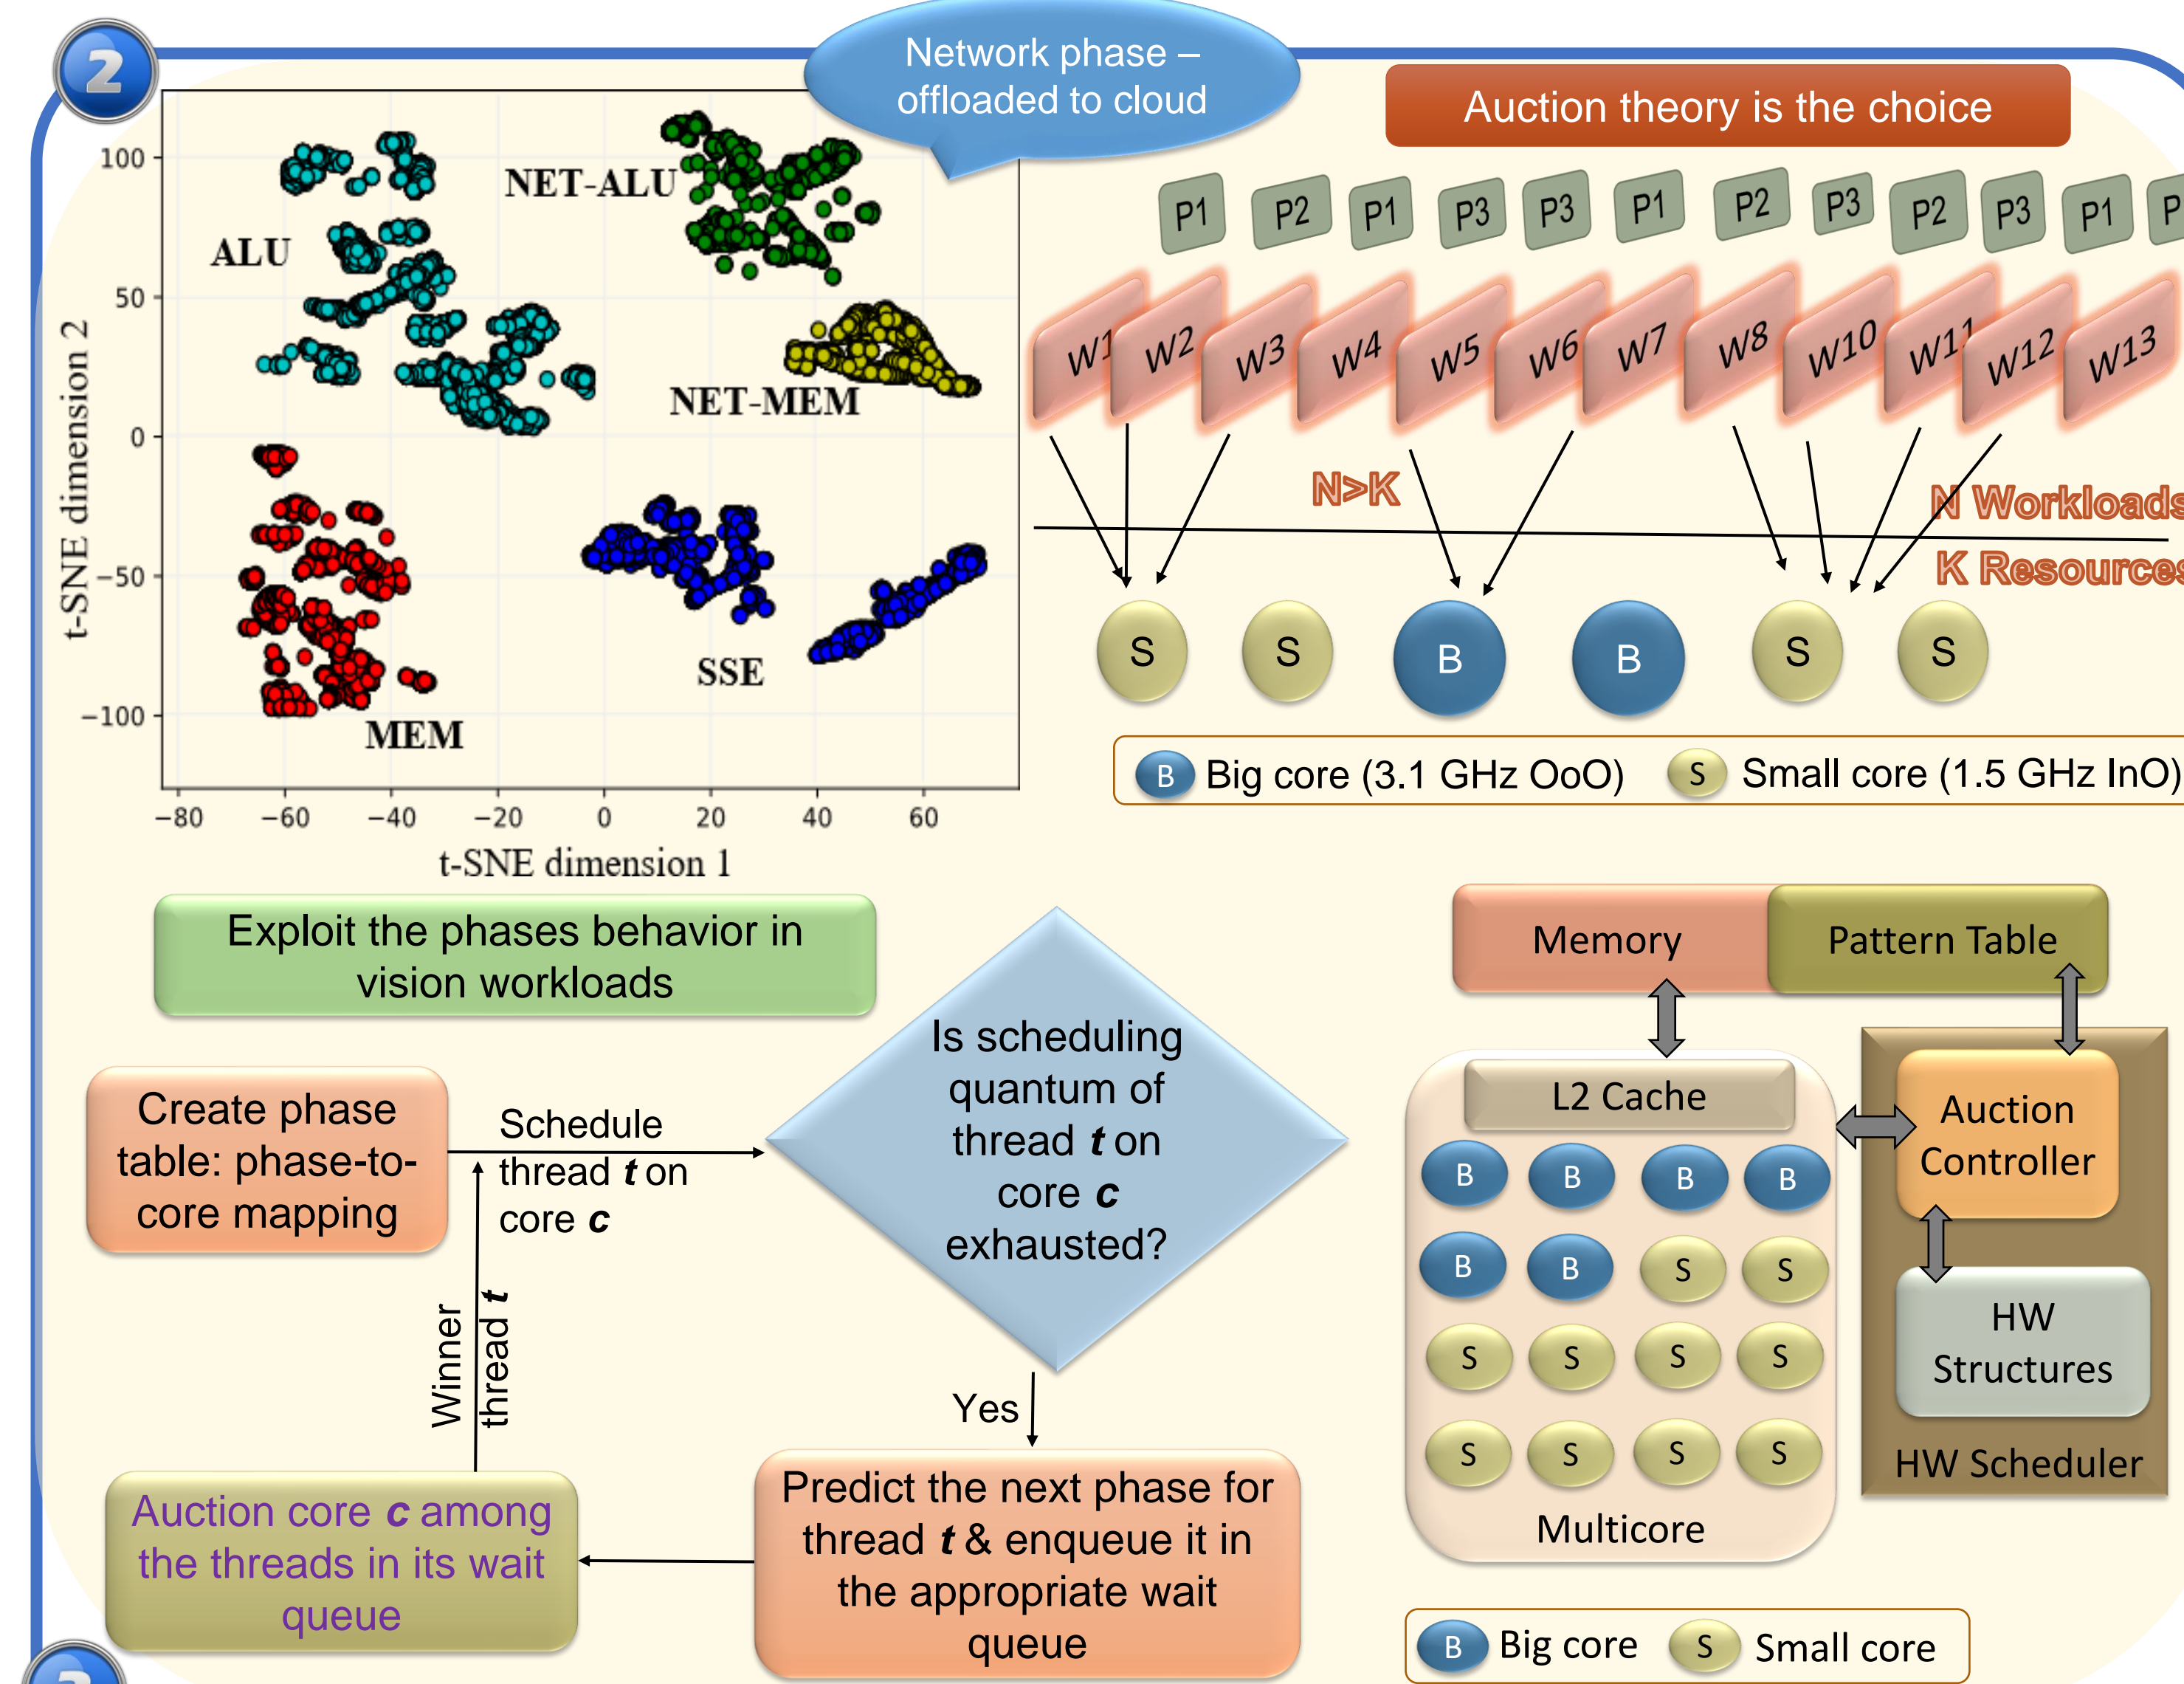 2
Network phase –
offloaded to cloud
Auction theory is the choice
100
50
0
−50
−100
t-SNE dimension 2
NET-ALU
ALU
NET-MEM
SSE
MEM
−80 −60 −40 −20 0 20 40 60
t-SNE dimension 1
P1 P2 P1 P3 P3 P1 P2 P3 P2 P3 P1
W1 W2 W3 W4 W5 W6 W7 W8 W10 W11 W12 W13
N>K
N Workloads
K Resources
S S B B S S
B Big core (3.1 GHz OoO) S Small core (1.5 GHz InO)
Exploit the phases behavior in
vision workloads
Create phase
table: phase-to-
core mapping
Schedule
thread t on
core c
Is scheduling
quantum of
thread t on
core c
exhausted?
Yes
Predict the next phase for
thread t & enqueue it in
the appropriate wait
queue
Auction core c among
the threads in its wait
queue
Winner
thread t
Memory
Pattern Table
L2 Cache
B B B B
B B S S
S S S S
S S S S
Multicore
Auction
Controller
HW
Structures
HW Scheduler
B Big core S Small core